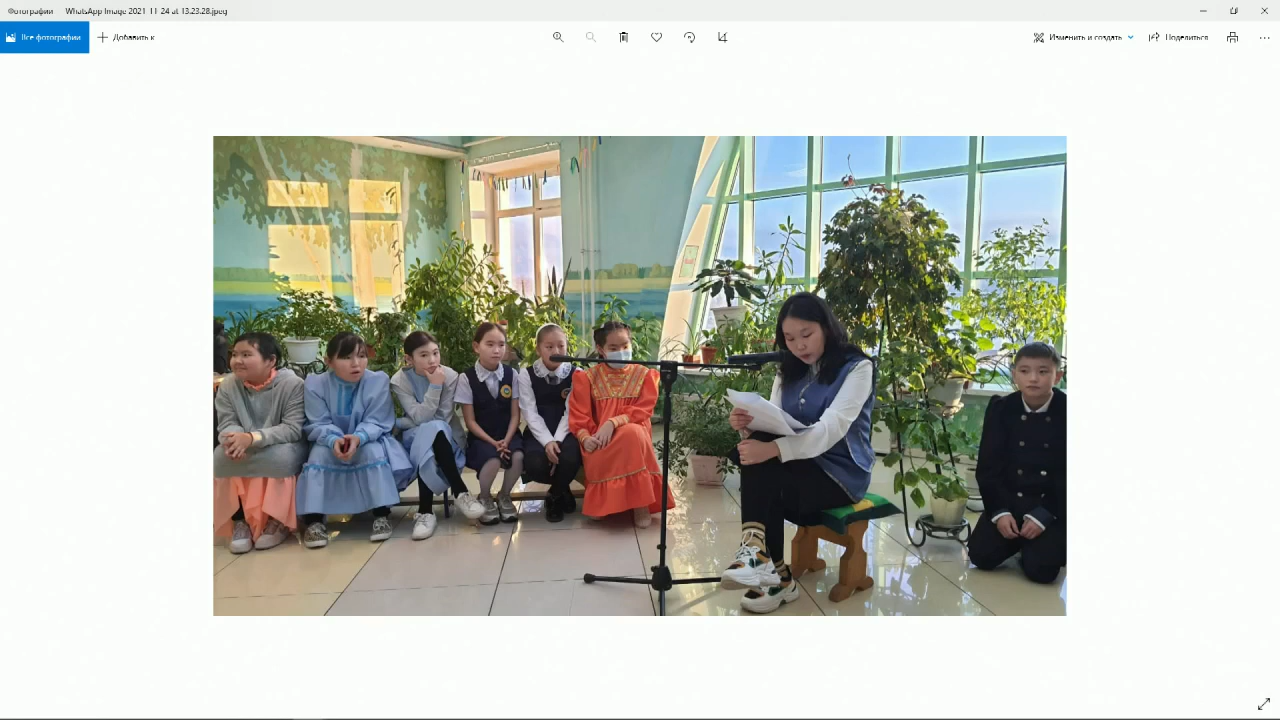 Фотографии
WhatsApp Image 2021-11-24 at 13.23.28.jpeg
Все фотографии
Добавить к
Изменить и создать
Поделиться